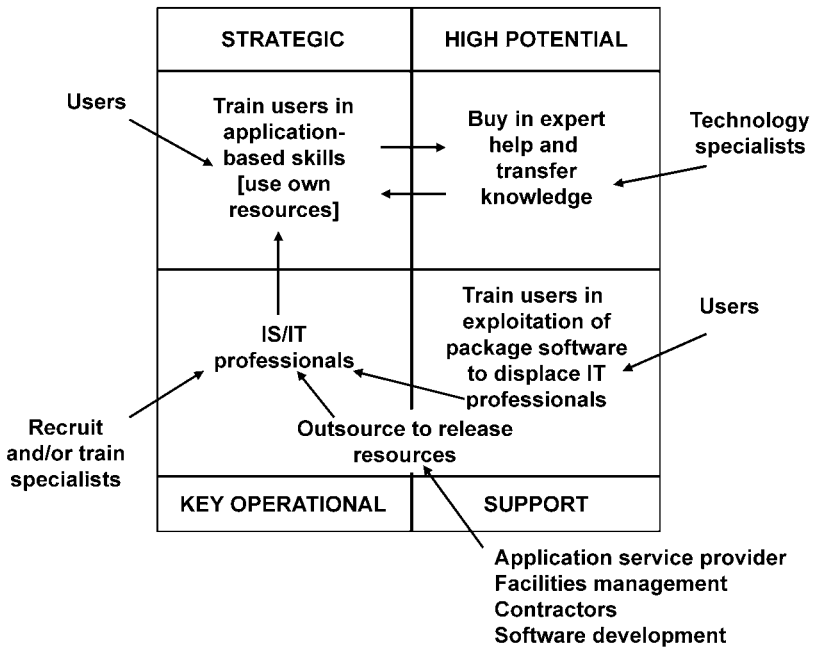 STRATEGIC
HIGH POTENTIAL
Users
Train users in
application-
based skills
[use own
resources]
Buy in expert
help and
transfer
knowledge
Technology
specialists
IS/IT
professionals
Train users in
exploitation of
package software
to displace IT
professionals
Users
Recruit
and/or train
specialists
Outsource to release
resources
KEY OPERATIONAL
SUPPORT
Application service provider
Facilities management
Contractors
Software development